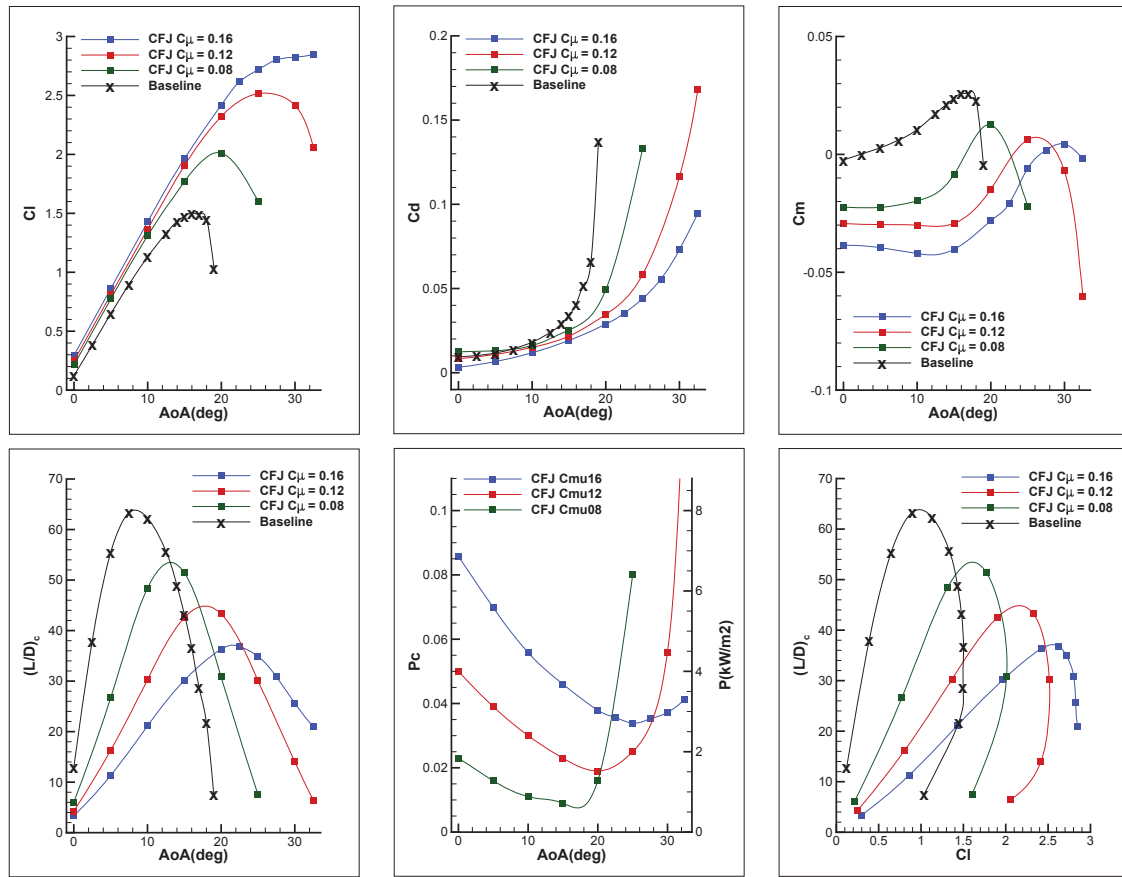 CFJ Cμ = 0.16
CFJ Cμ = 0.12
CFJ Cμ = 0.08
Baseline
Cl
3
2.5
2
1.5
1
0.5
0
0 10 20 30
AoA(deg)
CFJ Cμ = 0.16
CFJ Cμ = 0.12
CFJ Cμ = 0.08
Baseline
Cd
0.2
0.15
0.1
0.05
0
0 10 20 30
AoA(deg)
Cm
0.05
0
-0.05
-0.1
CFJ Cμ = 0.16
CFJ Cμ = 0.12
CFJ Cμ = 0.08
Baseline
0 10 20 30
AoA(deg)
CFJ Cμ = 0.16
CFJ Cμ = 0.12
CFJ Cμ = 0.08
Baseline
(L/D)c
70
60
50
40
30
20
10
0
0 10 20 30
AoA(deg)
CFJ Cmu16
CFJ Cmu12
CFJ Cmu08
Pc
0.1
0.08
0.06
0.04
0.02
0
P(kW/m2)
8
6
4
2
0
0 10 20 30
AoA(deg)
CFJ Cμ = 0.16
CFJ Cμ = 0.12
CFJ Cμ = 0.08
Baseline
(L/D)c
70
60
50
40
30
20
10
0
0 0.5 1 1.5 2 2.5 3
Cl